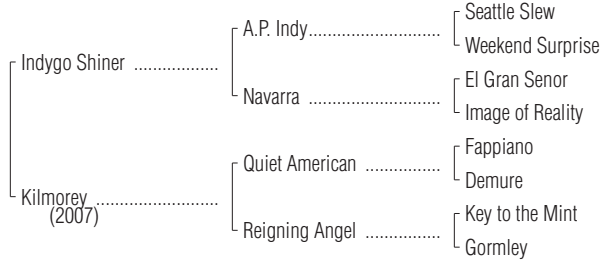 Seattle Slew
A.P. Indy..............................
Weekend Surprise
Indygo Shiner ...................
El Gran Senor
Navarra ..............................
Image of Reality
Fappiano
Quiet American .................
Demure
Kilmorey...........................
(2007)
Key to the Mint
Reigning Angel .................
Gormley